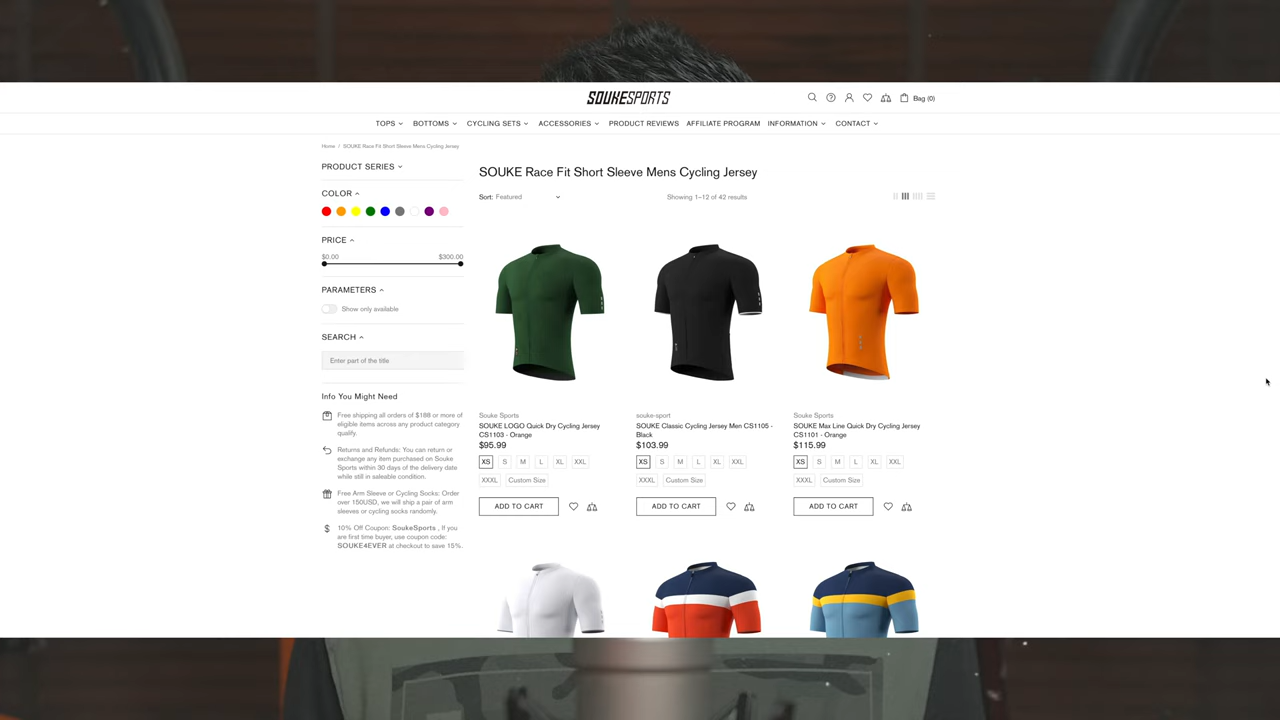 SOUKESPORTS
Bag (0)
TOPS BOTTOMS CYCLING SETS ACCESSORIES PRODUCT REVIEWS AFFILIATE PROGRAM INFORMATION CONTACT
Home / SOUKE Race Fit Short Sleeve Mens Cycling Jersey
PRODUCT SERIES
COLOR
PRICE
$0.00 $300.00
PARAMETERS
Show only available
SEARCH
Enter part of the title
Info You Might Need
Free shipping all orders of $188 or more of
eligible items across any product category
qualify.
Returns and Refunds: You can return or
exchange any item purchased on Souke
Sports within 30 days of the delivery date
while still in saleable condition.
Free Arm Sleeve or Cycling Socks: Order
over 150USD, we will ship a pair of arm
sleeves or cycling socks randomly.
10% Off Coupon: SoukeSports , If you
are first time buyer, use coupon code:
SOUKE4EVER at checkout to save 15%.
SOUKE Race Fit Short Sleeve Mens Cycling Jersey
Sort: Featured
Showing 1–12 of 42 results
Souke Sports
SOUKE LOGO Quick Dry Cycling Jersey
CS1103 - Orange
$95.99
XS S M L XL XXL
XXXL Custom Size
ADD TO CART
souke-sport
SOUKE Classic Cycling Jersey Men CS1105 -
Black
$103.99
XS S M L XL XXL
XXXL Custom Size
ADD TO CART
Souke Sports
SOUKE Max Line Quick Dry Cycling Jersey
CS1101 - Orange
$115.99
XS S M L XL XXL
XXXL Custom Size
ADD TO CART